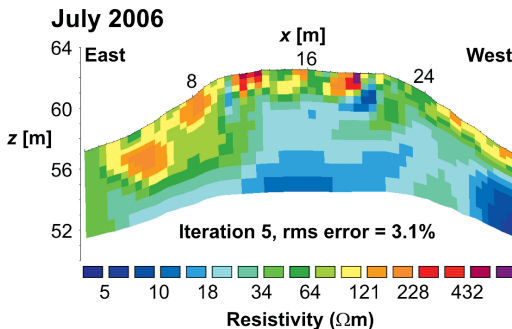 July 2006
x [m]
64
East
16
West
8
24
60
z [m]
56
52
Iteration 5, rms error = 3.1%
5 10 18 34 64 121 228 432
Resistivity (Ωm)